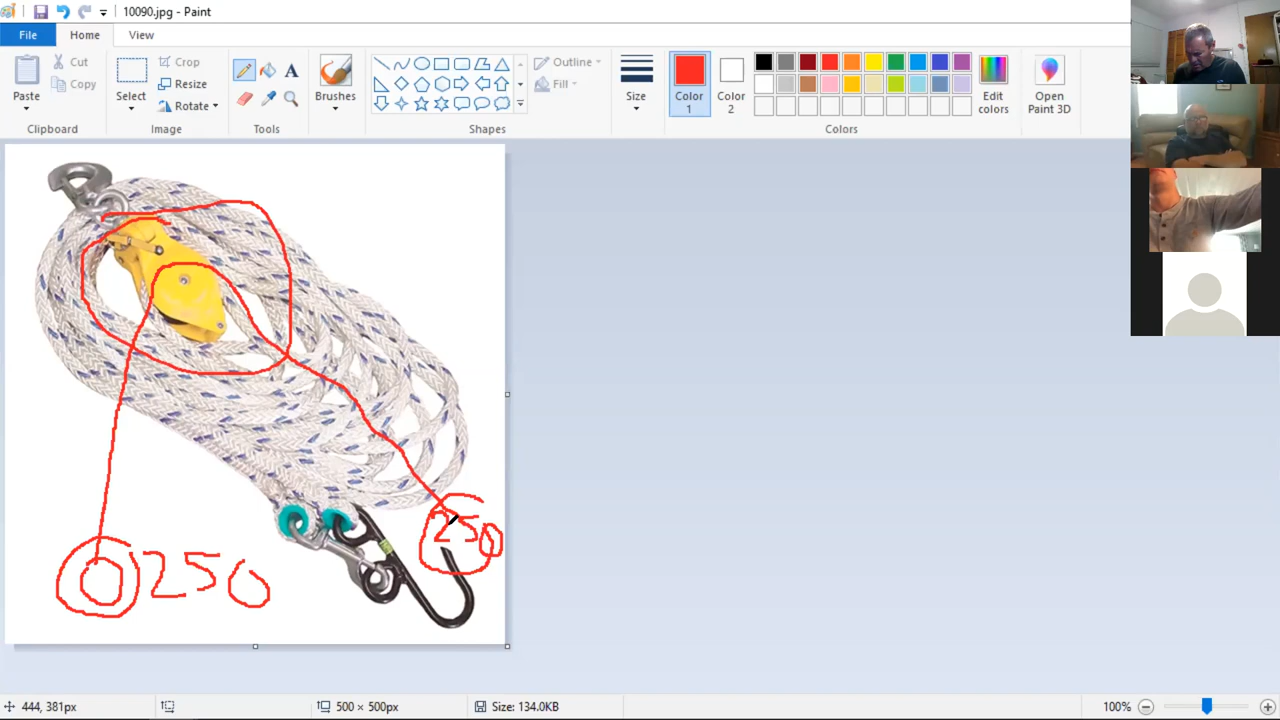 10090.jpg - Paint
File Home View
Paste Cut Copy Clipboard
Select Crop Resize Rotate Image
A Tools
Brushes
Outline Fill Shapes
Size
Color 1 Color 2 Edit colors Colors
Open Paint 3D
250
250
444, 381px 500 × 500px Size: 134.0KB 100%